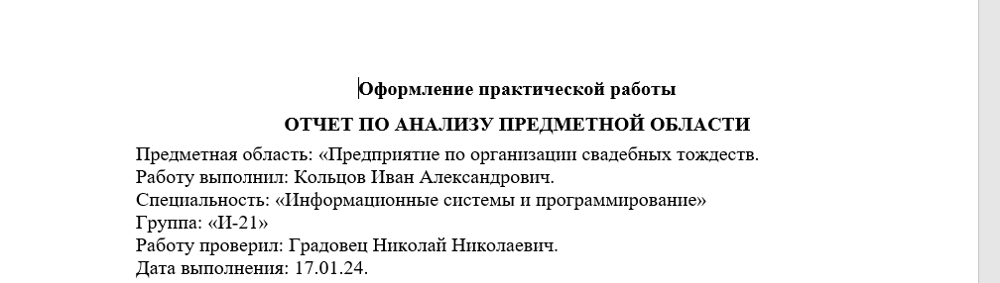 Оформление практической работы
ОТЧЕТ ПО АНАЛИЗУ ПРЕДМЕТНОЙ ОБЛАСТИ
Предметная область: «Предприятие по организации свадебных тождеств.
Работу выполнил: Кольцов Иван Александрович.
Специальность: «Информационные системы и программирование»
Группа: «И-21»
Работу проверил: Градовец Николай Николаевич.
Дата выполнения: 17.01.24.